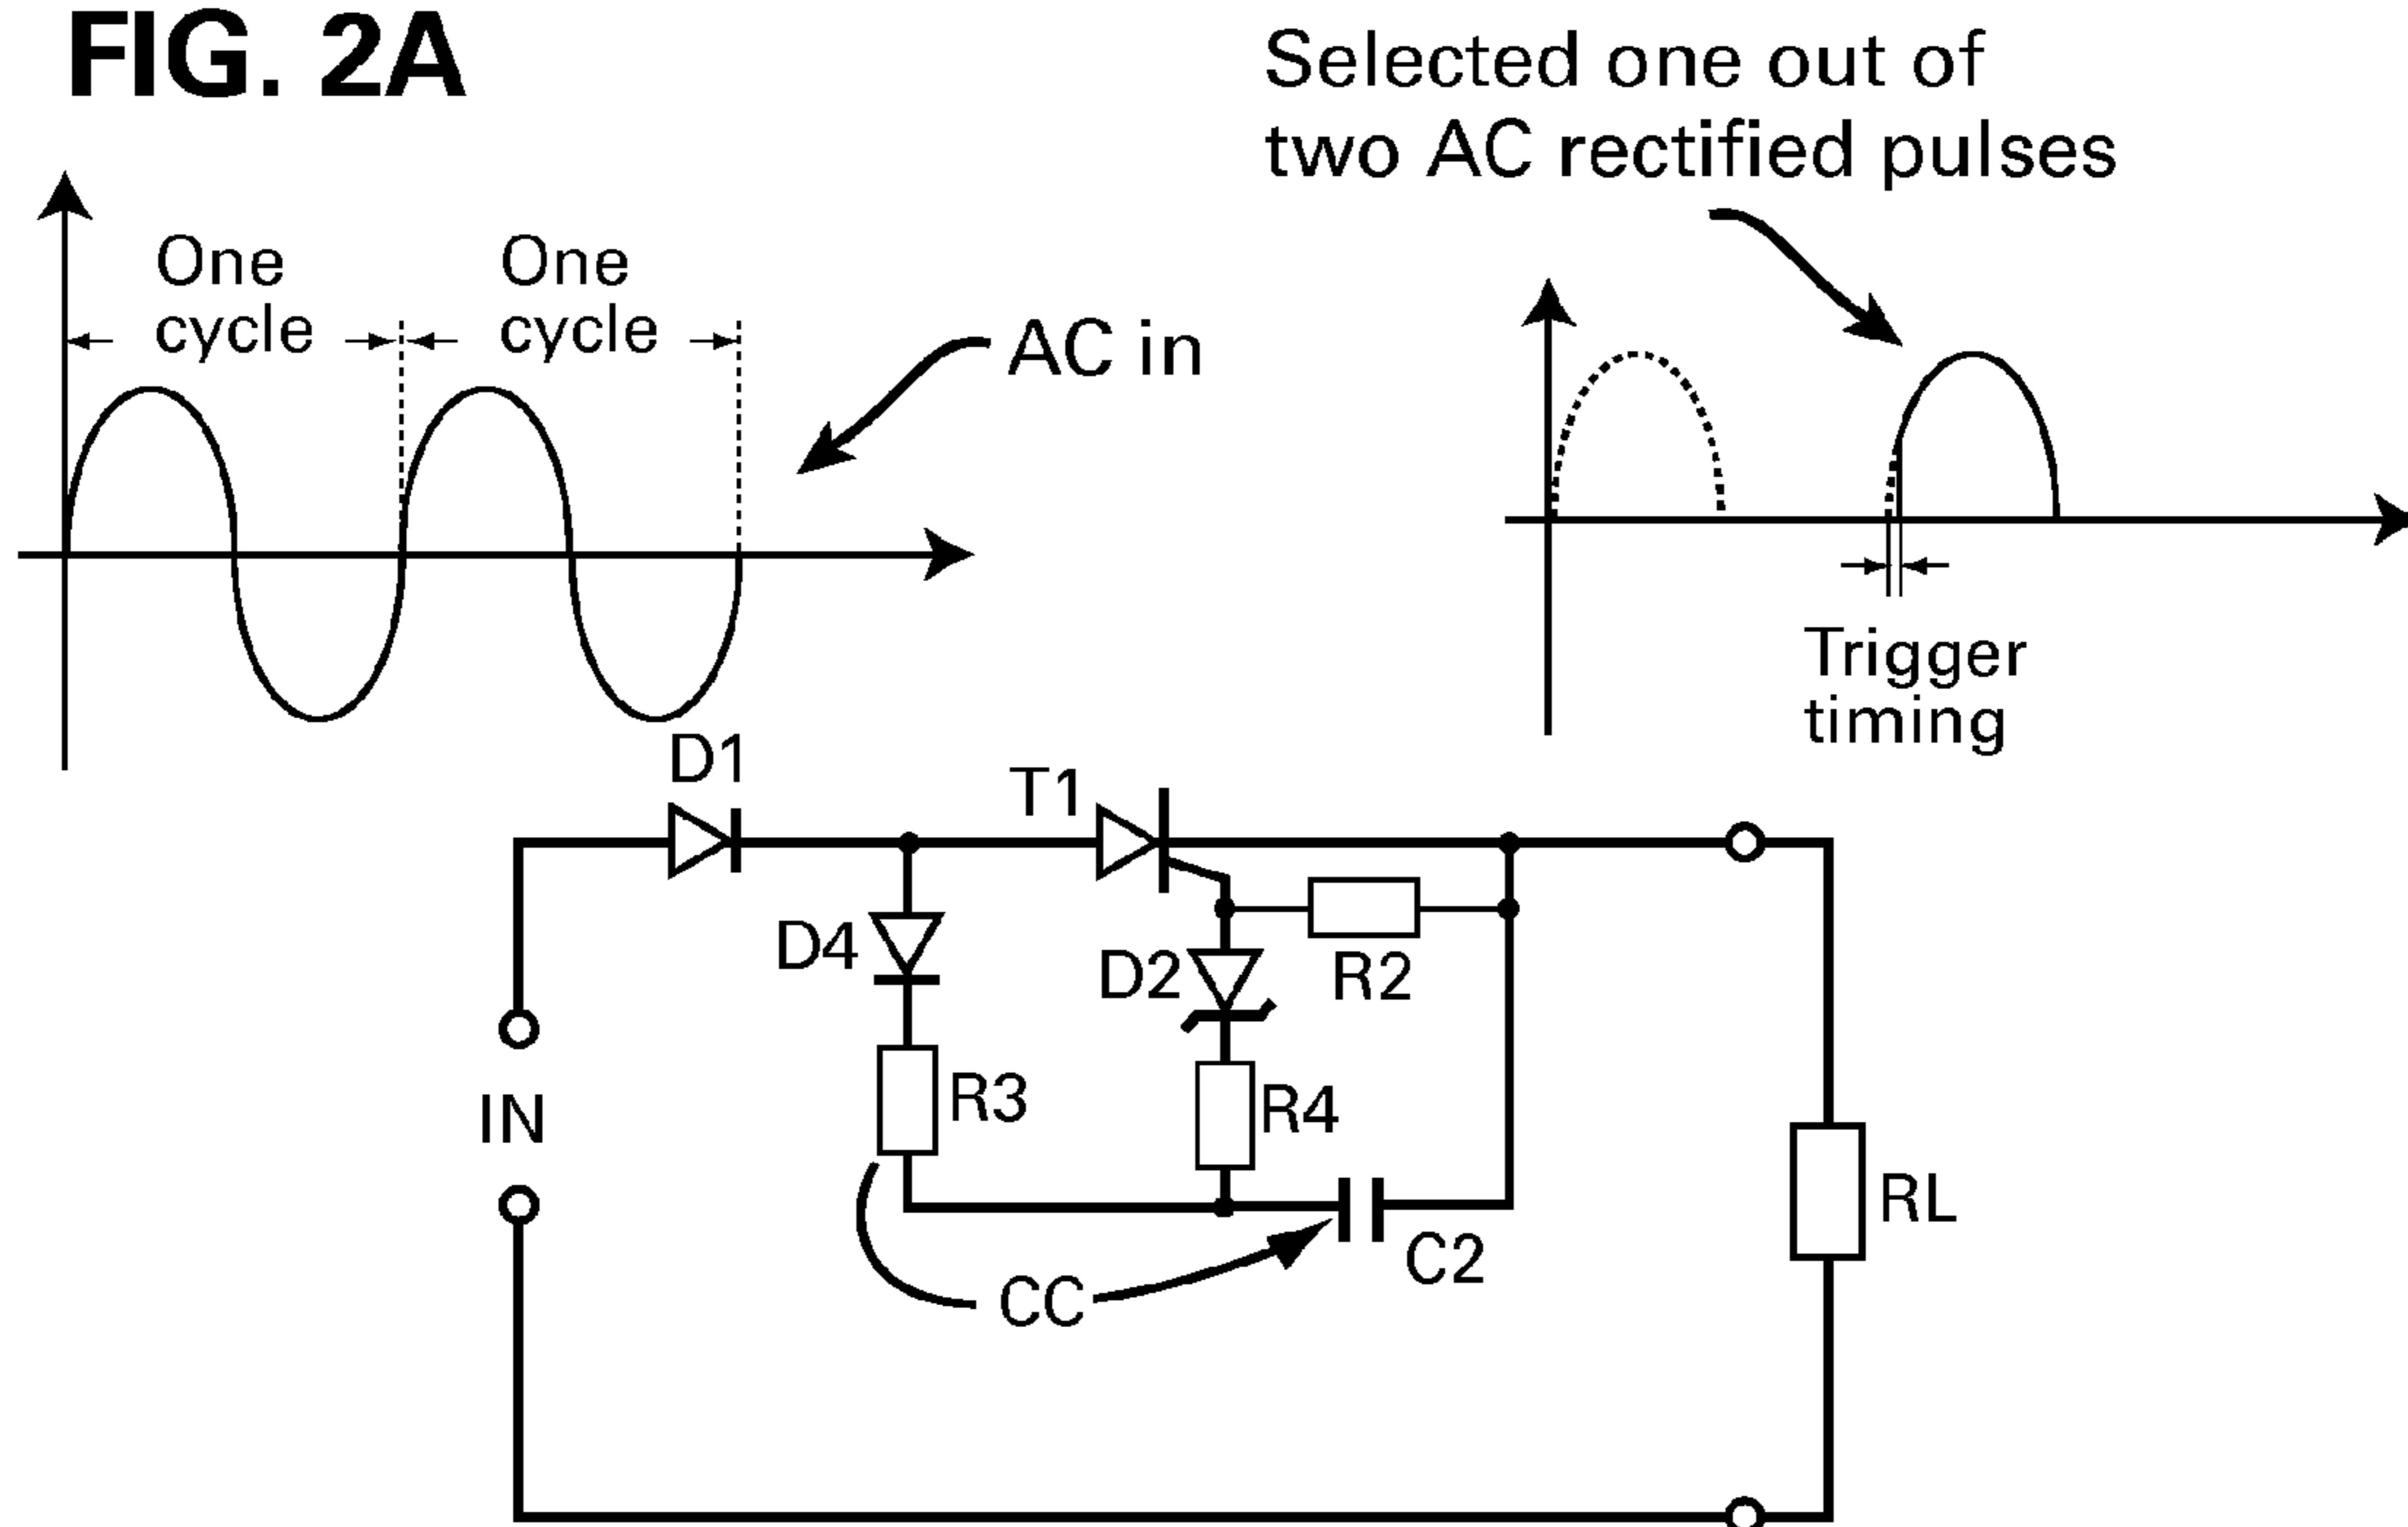 FIG. 2A
Selected one out of
two AC rectified pulses
One
cycle
One
cycle
AC in
Trigger
timing
D1
T1
D4
D2
R2
R3
R4
IN
RL
C2
CC